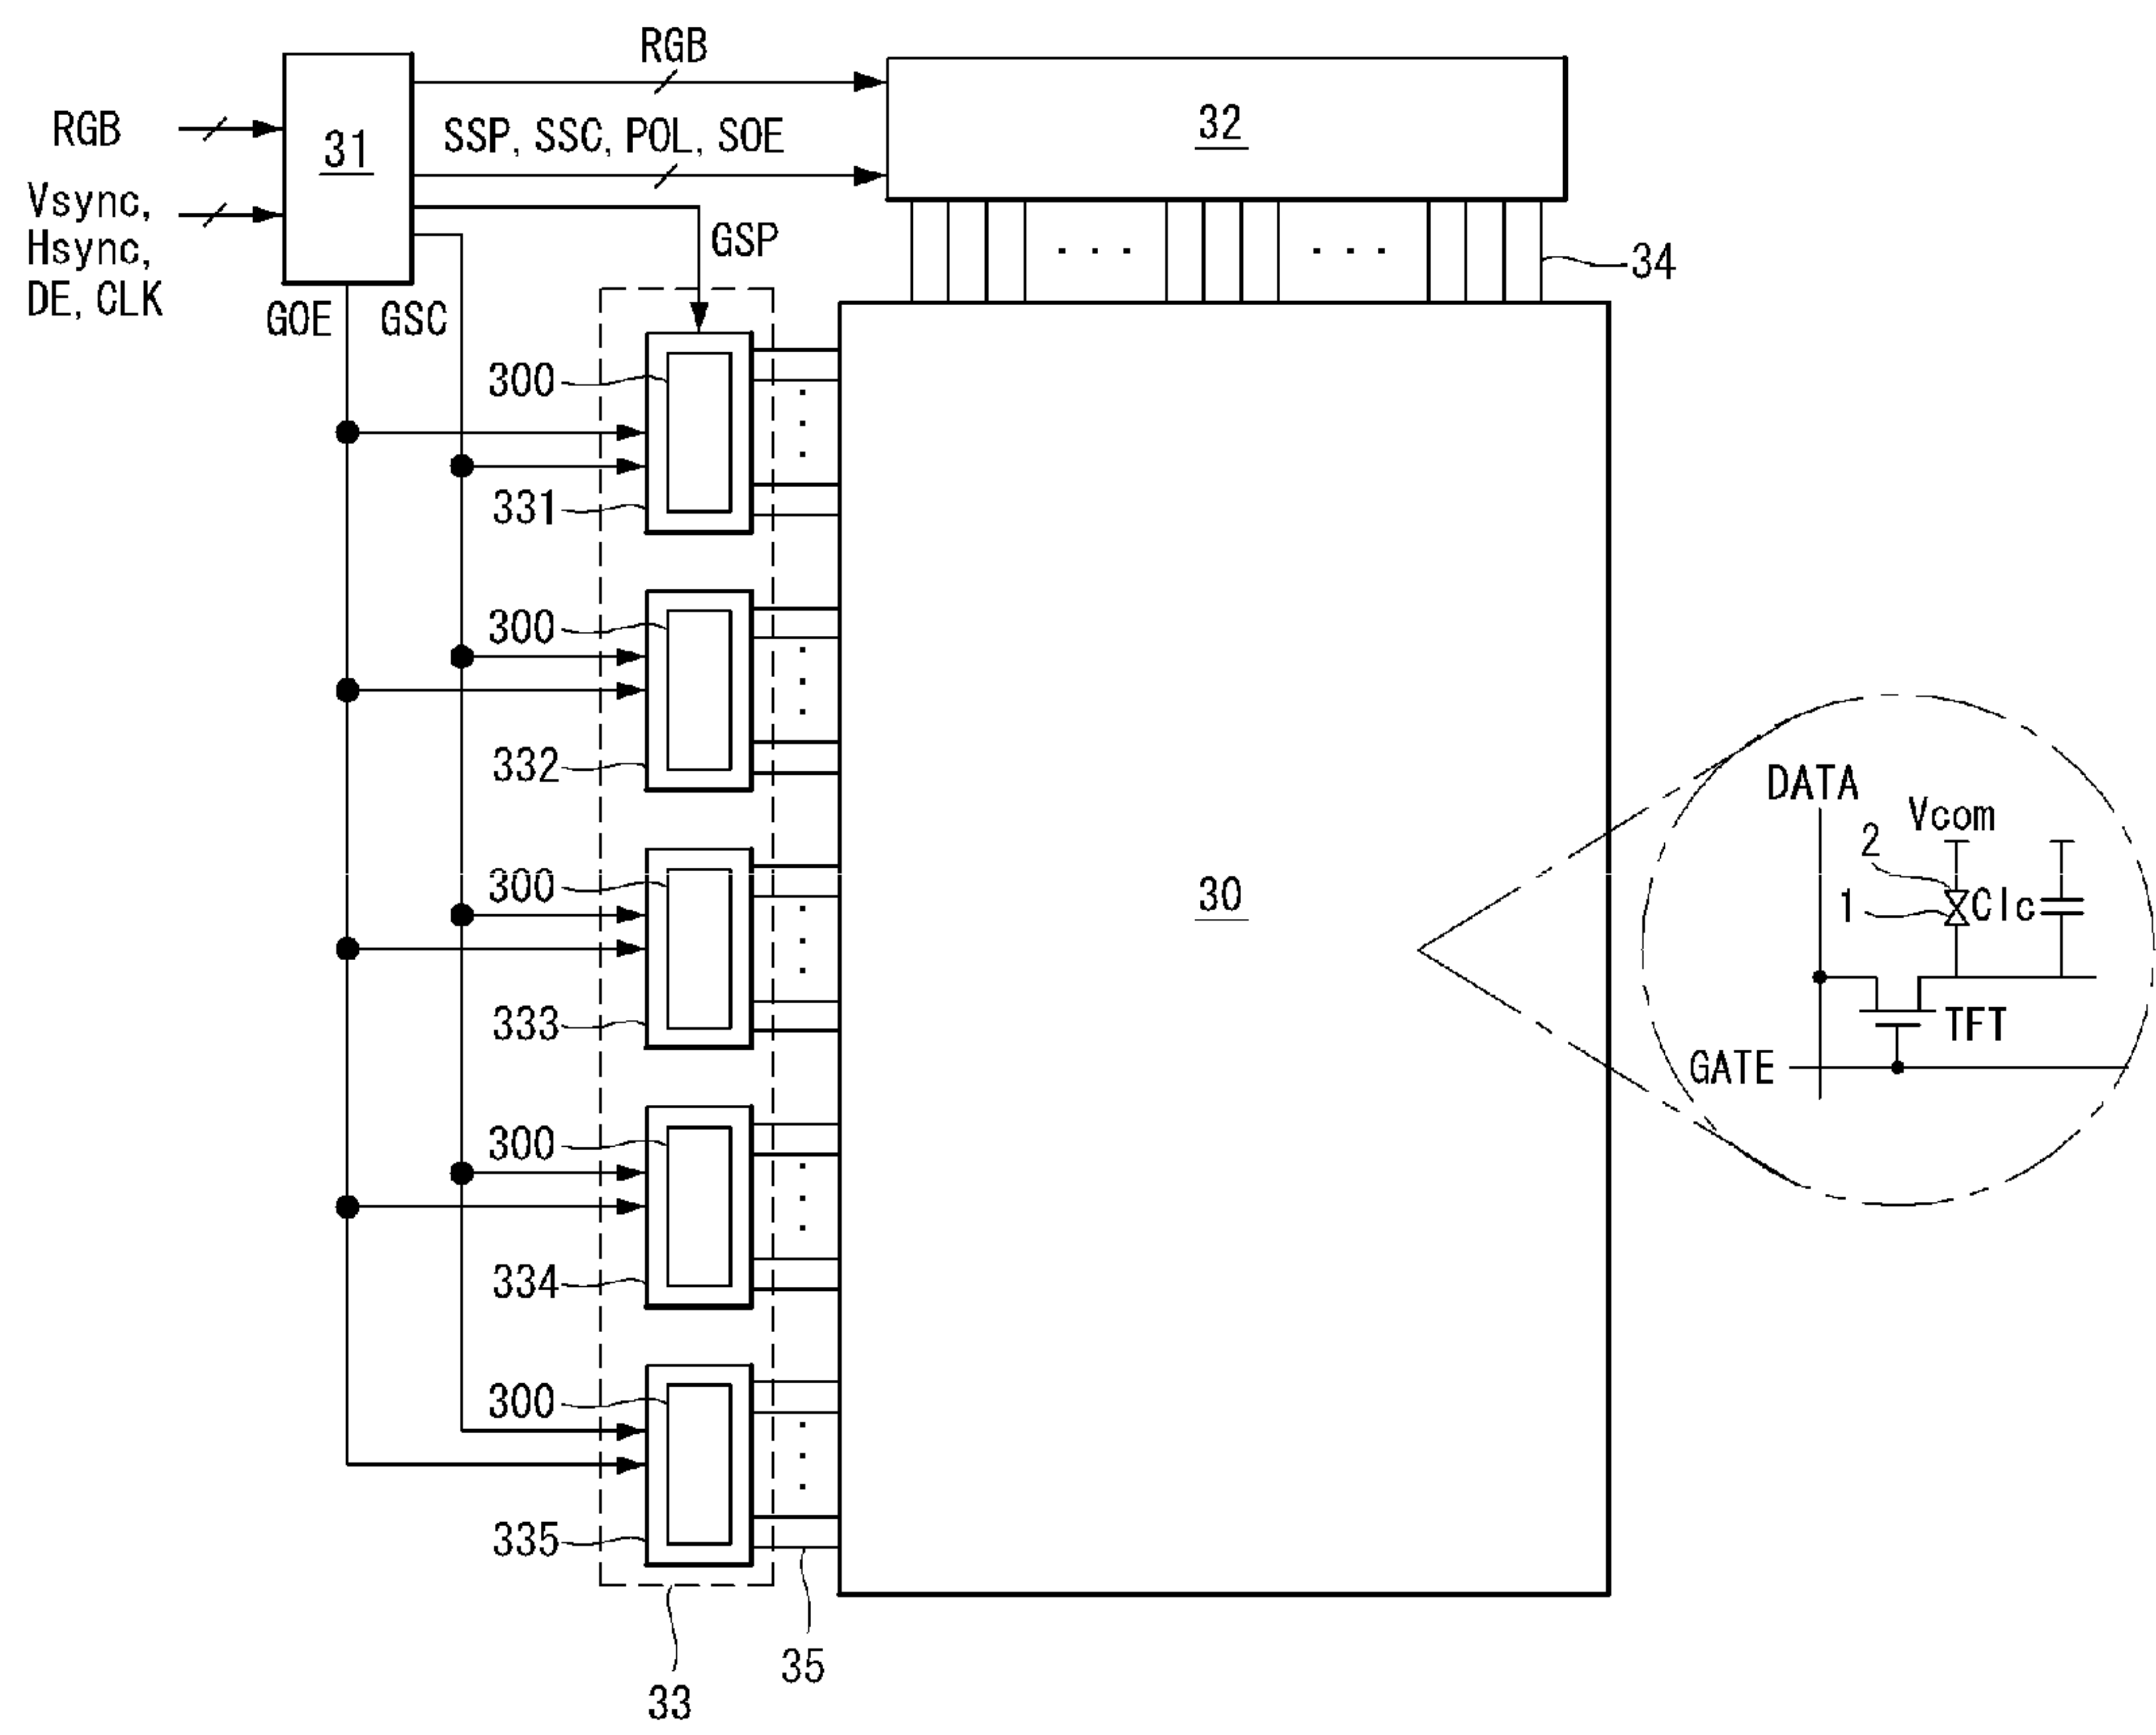 RGB
RGB
31
32
SSP, SSC, POL, SOE
Vsync,
Hsync,
DE, CLK
GSP
34
GOE
GSC
300
331
300
332
DATA
Vcom
2
300
30
1
Clc
333
TFT
GATE
300
334
300
335
35
33